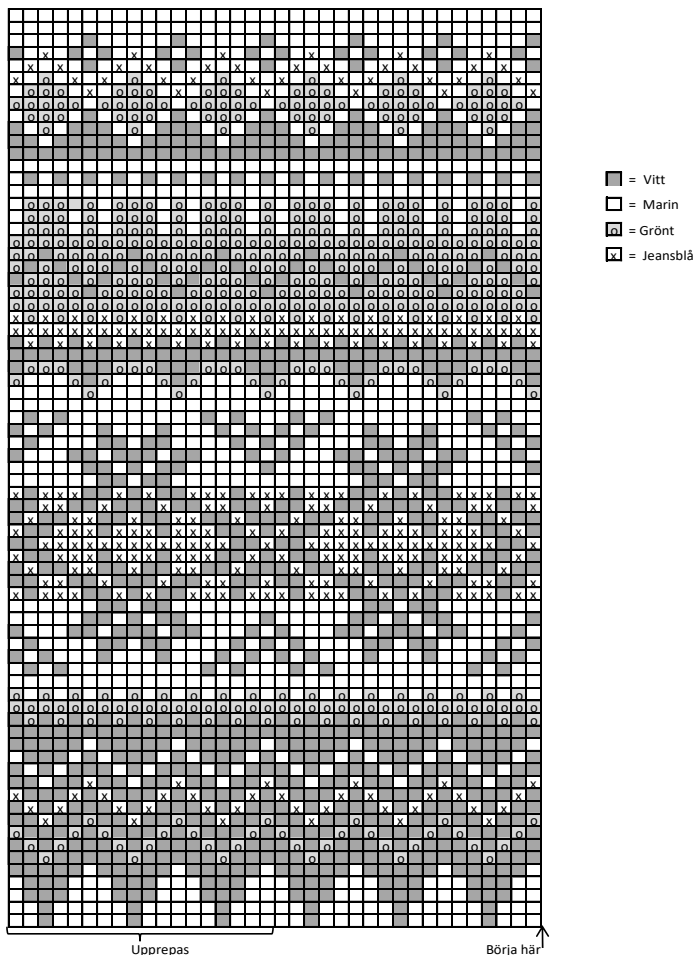 = Vitt
= Marin
o = Grönt
x = Jeansblå
Upprepas
Börja här